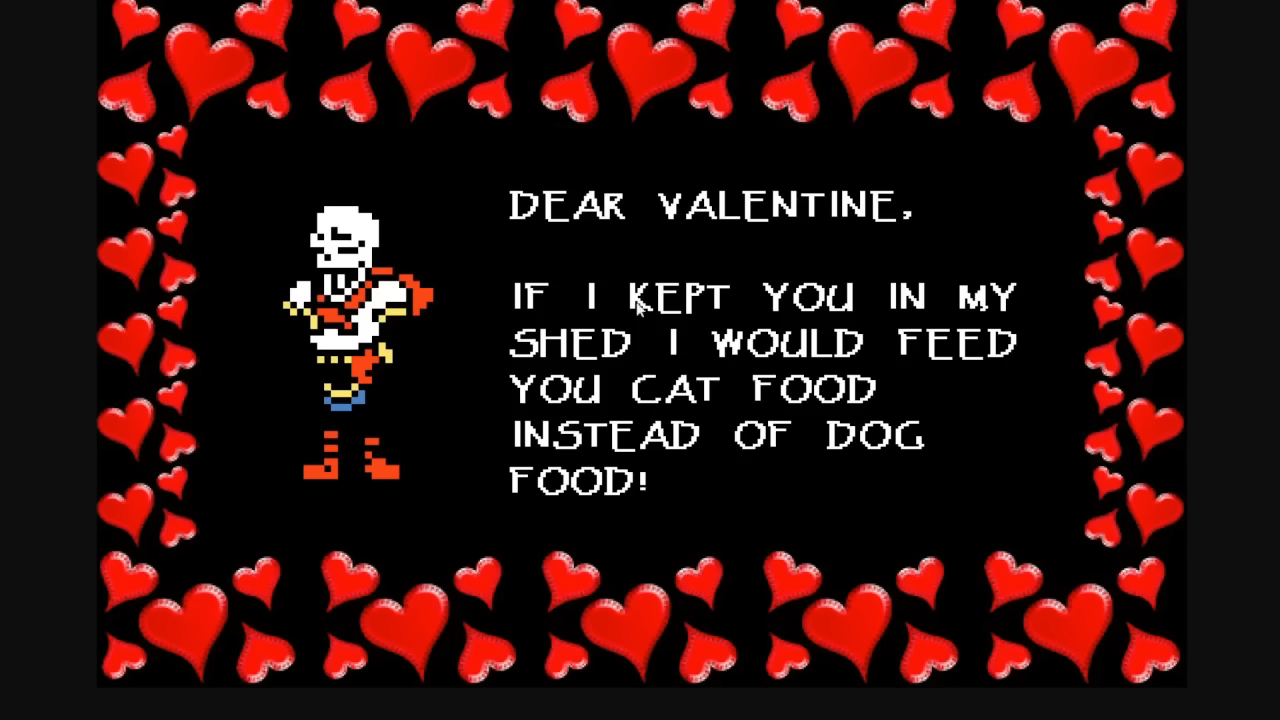 DEAR VALENTINE,
IF I KEPT YOU IN MY
SHED I WOULD FEED
YOU CAT FOOD
INSTEAD OF DOG
FOOD!